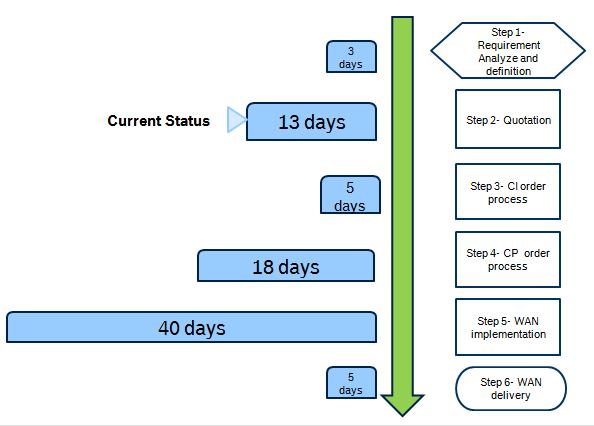 3
days
Step 1-
Requirement
Analyze and
definition
Current Status
13 days
Step 2- Quotation
5
days
Step 3- CI order
process
18 days
Step 4- CP order
process
40 days
Step 5- WAN
implementation
5
days
Step 6- WAN
delivery